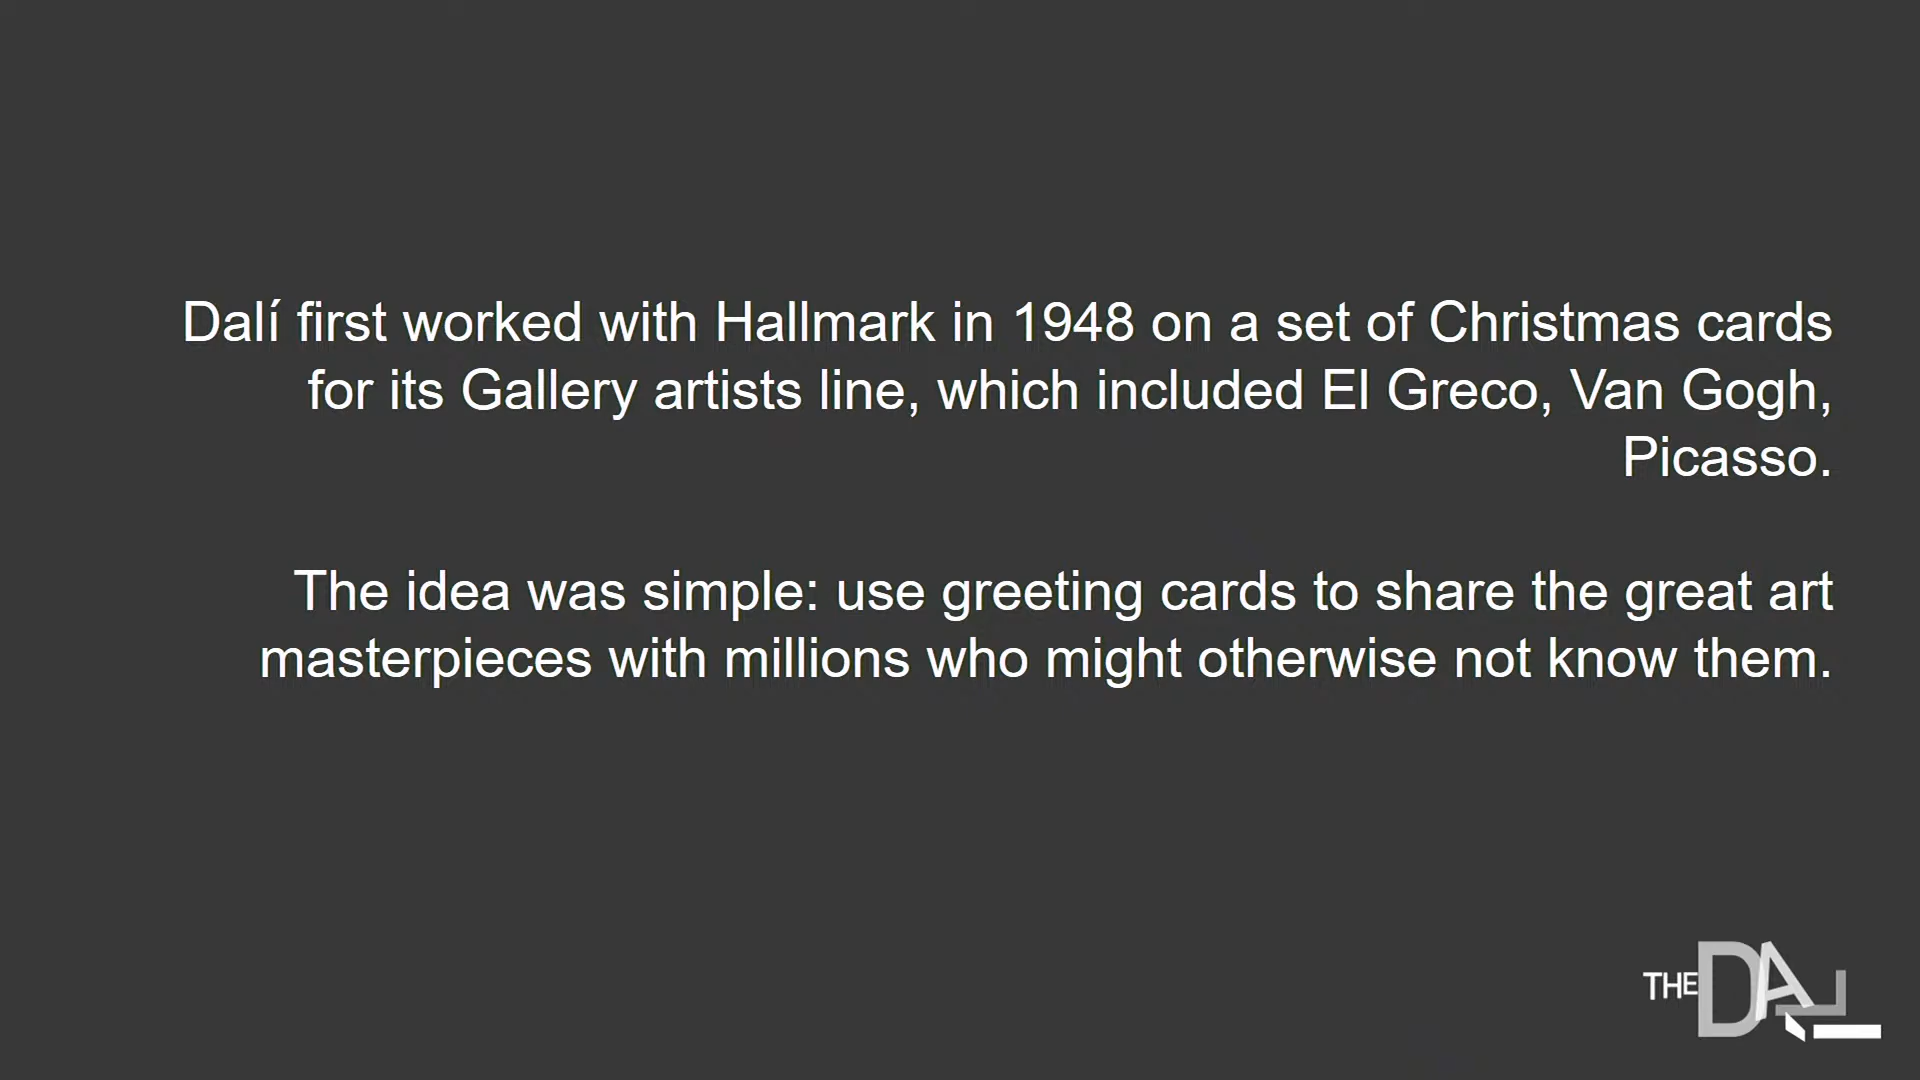 Dalí first worked with Hallmark in 1948 on a set of Christmas cards
for its Gallery artists line, which included El Greco, Van Gogh,
Picasso.
The idea was simple: use greeting cards to share the great art
masterpieces with millions who might otherwise not know them.
THE DALÍ